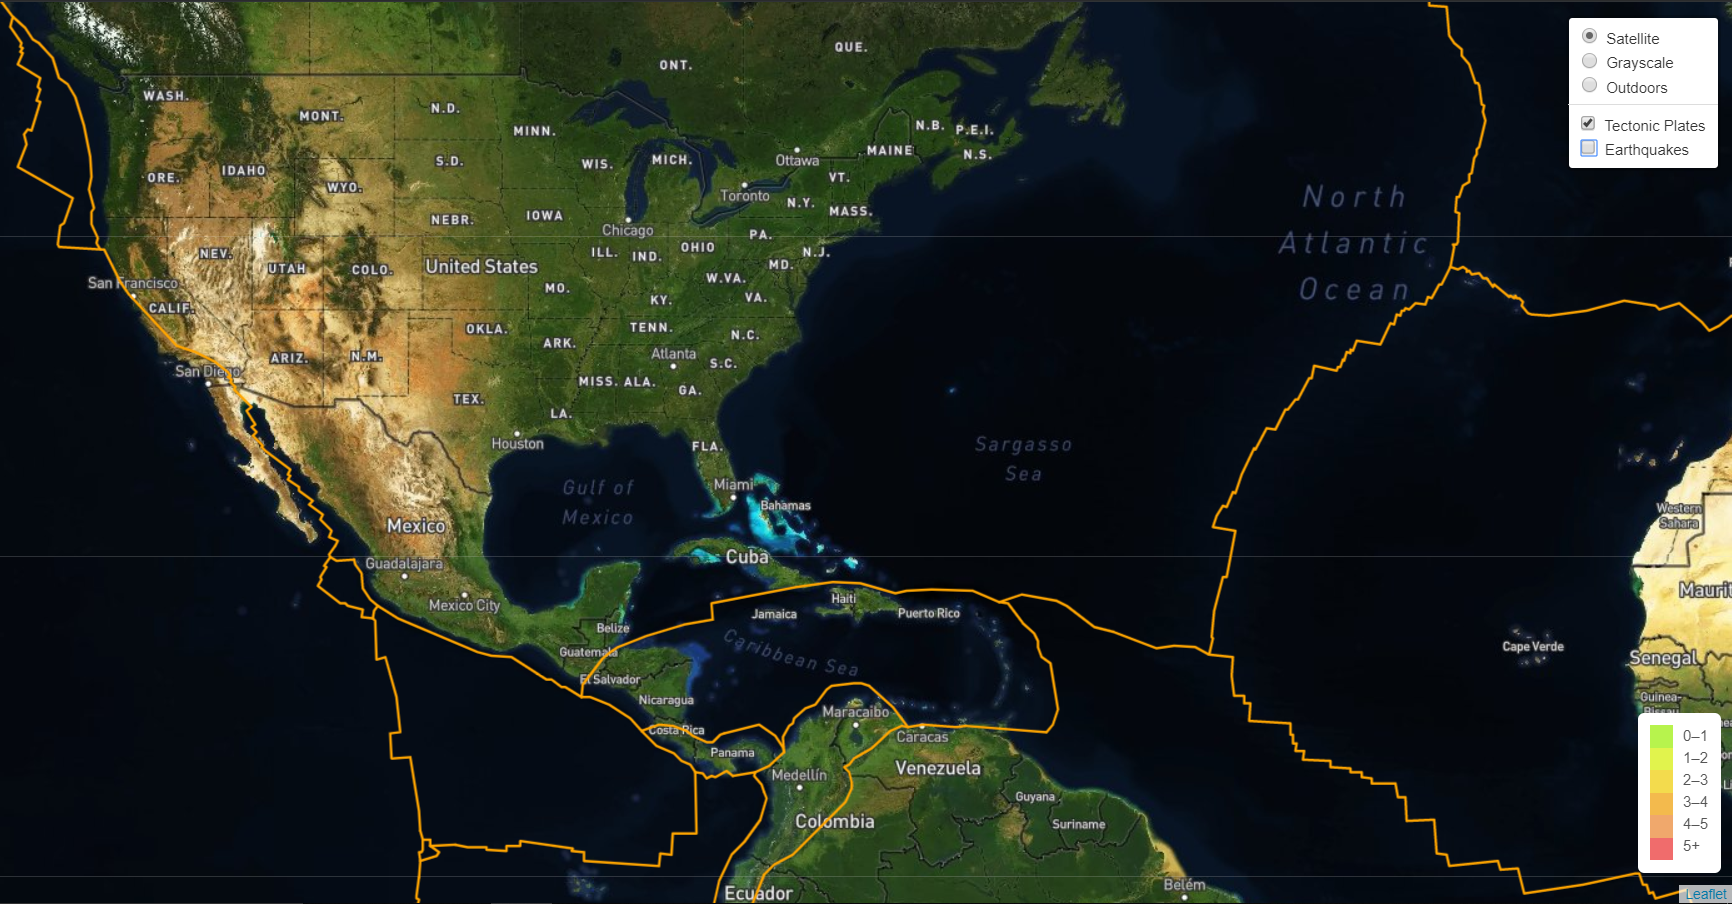 QUE.
ONT.
WASH.
MONT.
N.D.
MINN.
N.B.
P.E.I.
MAINE
N.S.
Ottawa
WIS.
MICH.
S.D.
ORE.
IDAHO
WYO.
VT.
Toronto
N.Y.
MASS.
NEBR.
IOWA
Chicago
PA.
OHIO
ILL.
IND.
N.J.
MD.
NEV.
UTAH
COLO.
United States
W.VA.
MO.
KY.
VA.
San Francisco
CALIF.
OKLA.
TENN.
N.C.
ARK.
Atlanta
S.C.
ARIZ.
N.M.
San Diego
MISS.
ALA.
GA.
TEX.
LA.
Houston
FLA.
Miami
Bahamas
Gulf of
Mexico
Sargasso
Sea
North
Atlantic
Ocean
Mexico
Guadalajara
Mexico City
Cuba
Haiti
Jamaica
Puerto Rico
Belize
Guatemala
El Salvador
Nicaragua
Caribbean Sea
Costa Rica
Panama
Maracaibo
Caracas
Medellín
Venezuela
Colombia
Guyana
Suriname
Ecuador
Belém
Western
Sahara
Maurit
Cape Verde
Senegal
Guinea-
Bissau
Satellite
Grayscale
Outdoors
Tectonic Plates
Earthquakes
0–1
1–2
2–3
3–4
4–5
5+
Leaflet